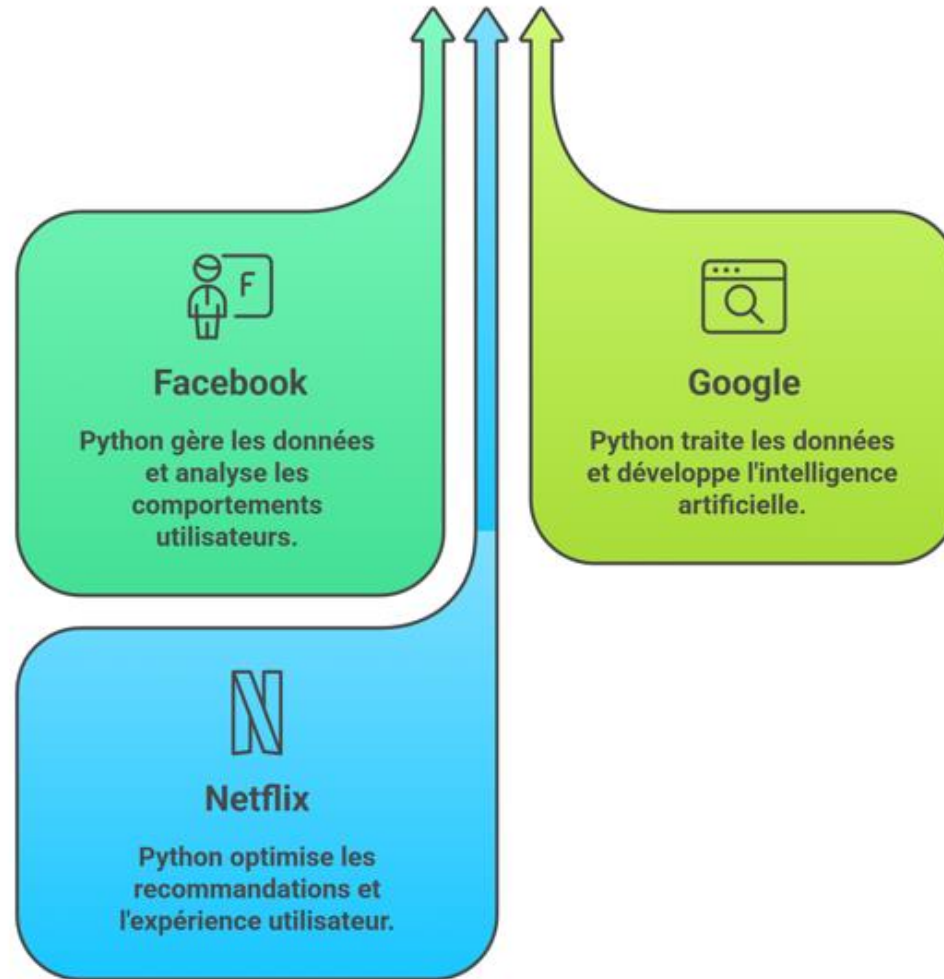 F
Facebook
Python gère les données
et analyse les
comportements
utilisateurs.
Google
Python traite les données
et développe l'intelligence
artificielle.
Netflix
Python optimise les
recommandations et
l'expérience utilisateur.